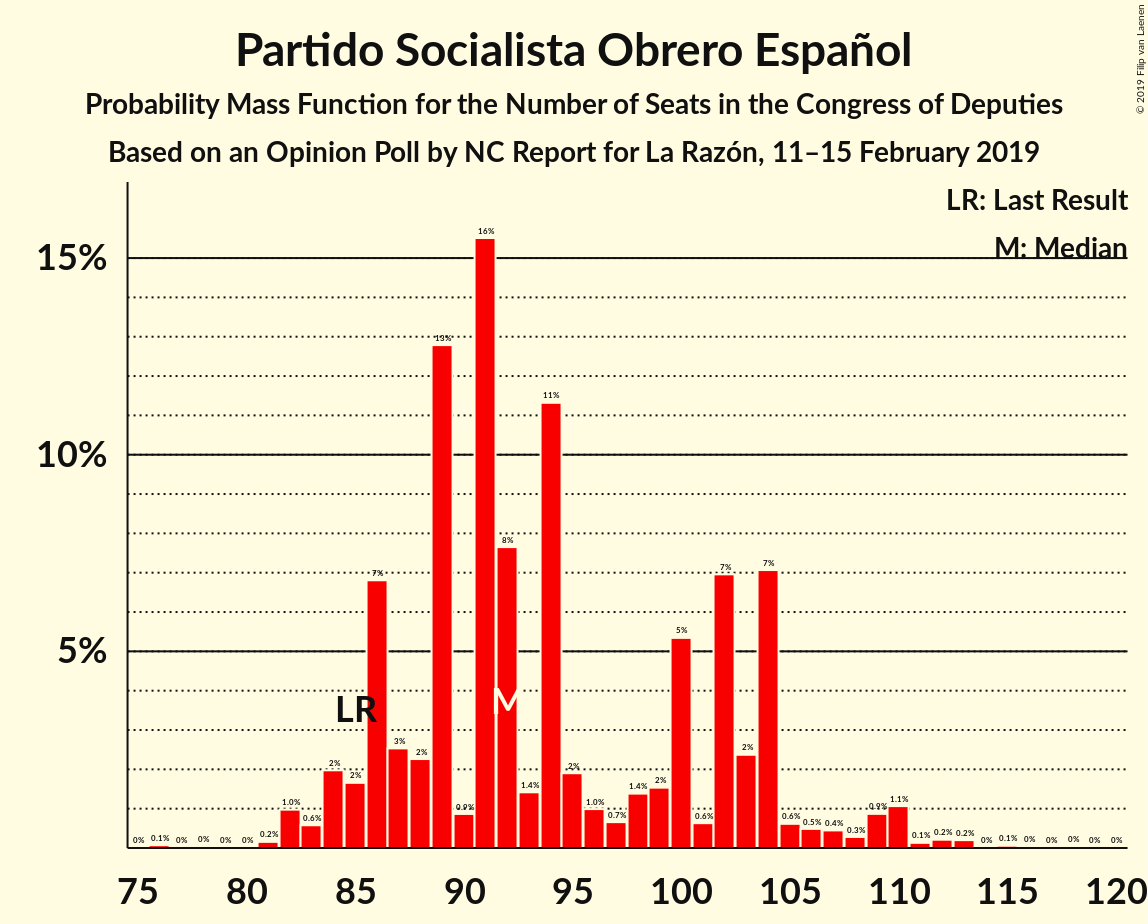 Partido Socialista Obrero Español
Probability Mass Function for the Number of Seats in the Congress of Deputies
Based on an Opinion Poll by NC Report for La Razón, 11–15 February 2019
© 2019 Filip van Laenen
LR: Last Result
M: Median
15%
10%
5%
0% 0.1% 0% 0% 0% 0% 0.2% 1.0% 0.6% 2% 2% 7% 3% 2% 13% 0.9% 16% 8% 1.4% 11% 2% 1.0% 0.7% 1.4% 2% 5% 0.6% 7% 2% 7% 0.6% 0.5% 0.4% 0.3% 0.9% 1.1% 0.1% 0.2% 0.2% 0% 0.1% 0% 0% 0% 0% 0%
LR
M
75 80 85 90 95 100 105 110 115 120